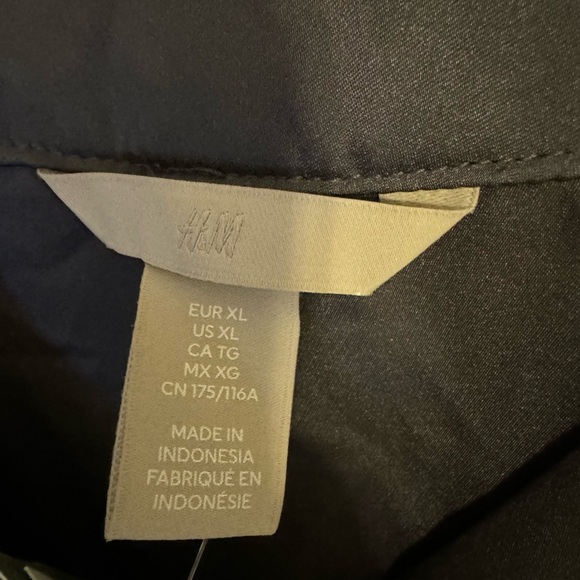 H&M
EUR XL
US XL
CA TG
MX XG
CN 175/116A
MADE IN
INDONESIA
FABRIQUÉ EN
INDONÉSIE